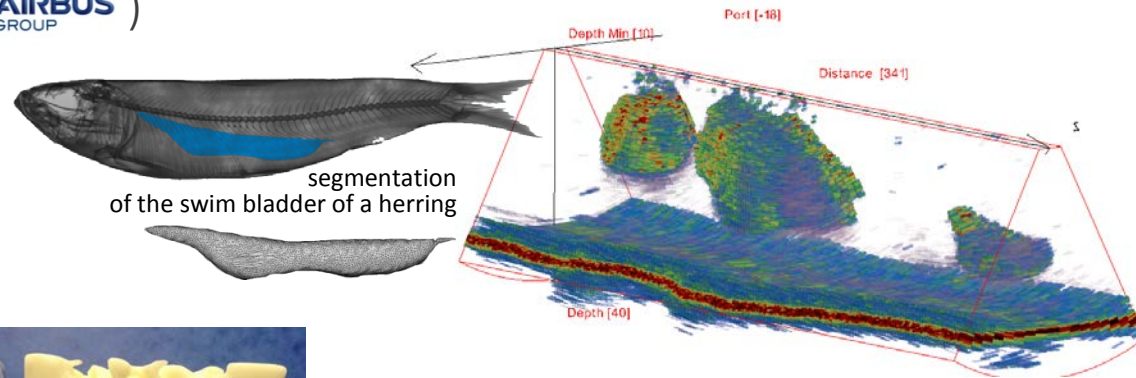 AIRBUS
GROUP )
segmentation
of the swim bladder of a herring
Port [-18]
Depth Min [10]
Distance [341]
Depth [40]